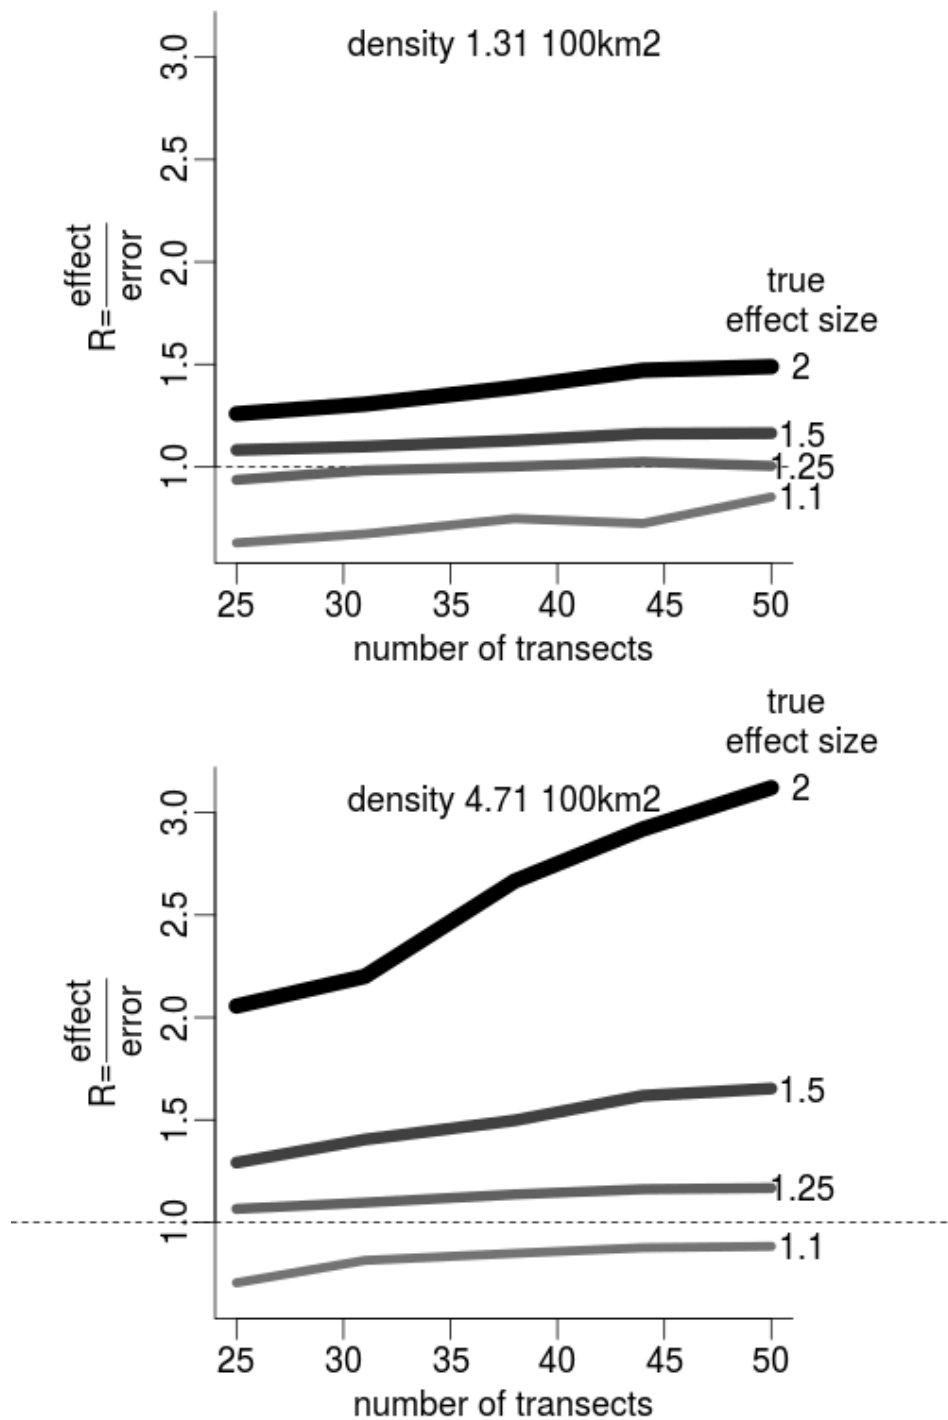 density 1.31 100km2
3.0
2.5
2.0
1.5
1.0
R=effect
error
true
effect size
2
1.5
1.25
1.1
25 30 35 40 45 50
number of transects
true
effect size
density 4.71 100km2
3.0
2.5
2.0
1.5
1.0
R=effect
error
2
1.5
1.25
1.1
25 30 35 40 45 50
number of transects